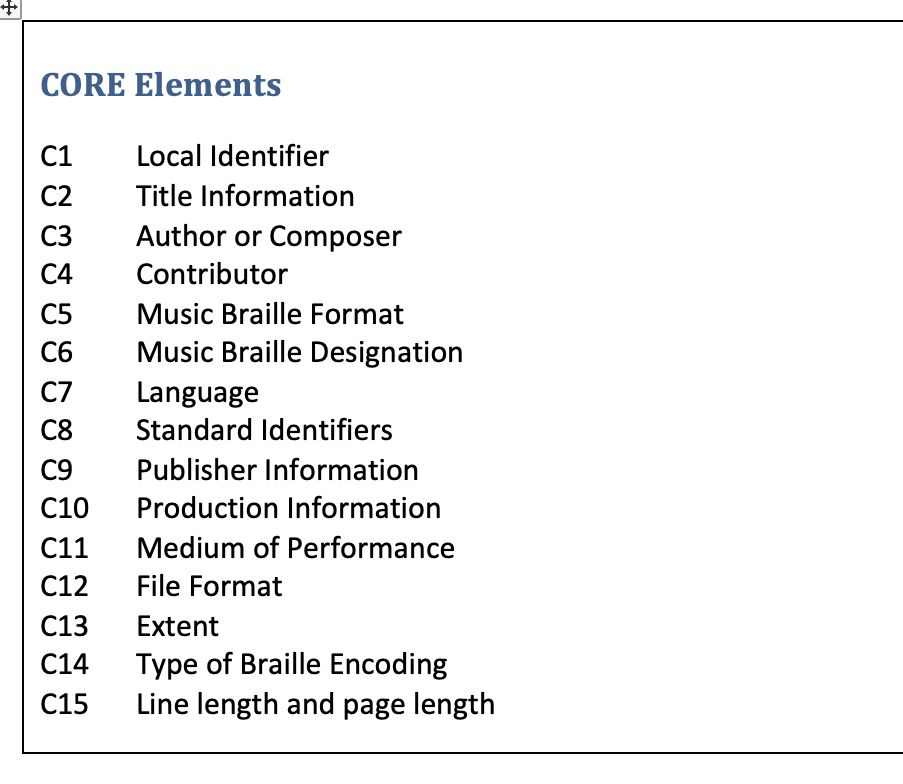 CORE Elements
C1 Local Identifier
C2 Title Information
C3 Author or Composer
C4 Contributor
C5 Music Braille Format
C6 Music Braille Designation
C7 Language
C8 Standard Identifiers
C9 Publisher Information
C10 Production Information
C11 Medium of Performance
C12 File Format
C13 Extent
C14 Type of Braille Encoding
C15 Line length and page length